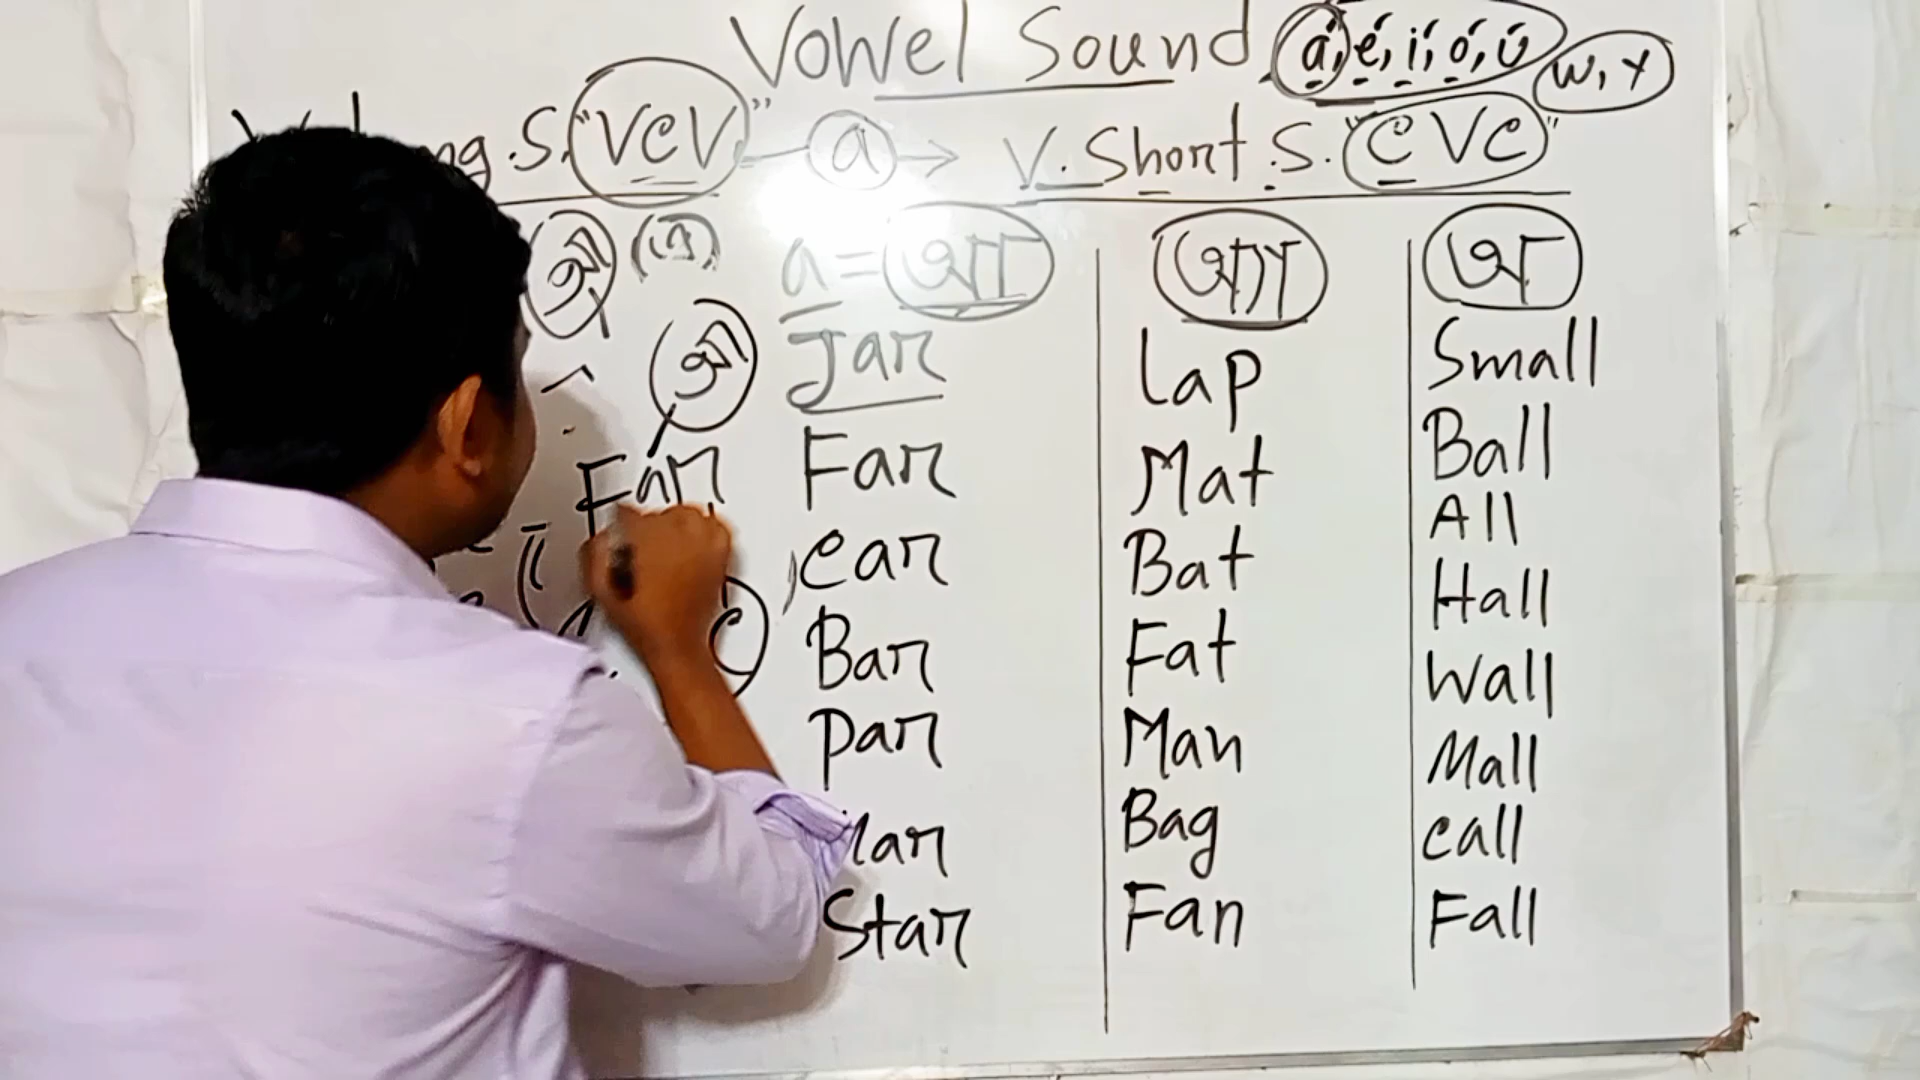 Vowel Sound (a, e, i, o, u) (w, y)
S. "VCV" — a → V. Short .S. "CVC"
আ (এ) a = আ অ্যা অ
আ Jar Lap Small
Far Far Mat Ball
Car Bat All
Bar Fat Hall
Par Man Wall
Bag Mall
Star Fan Call
Fall